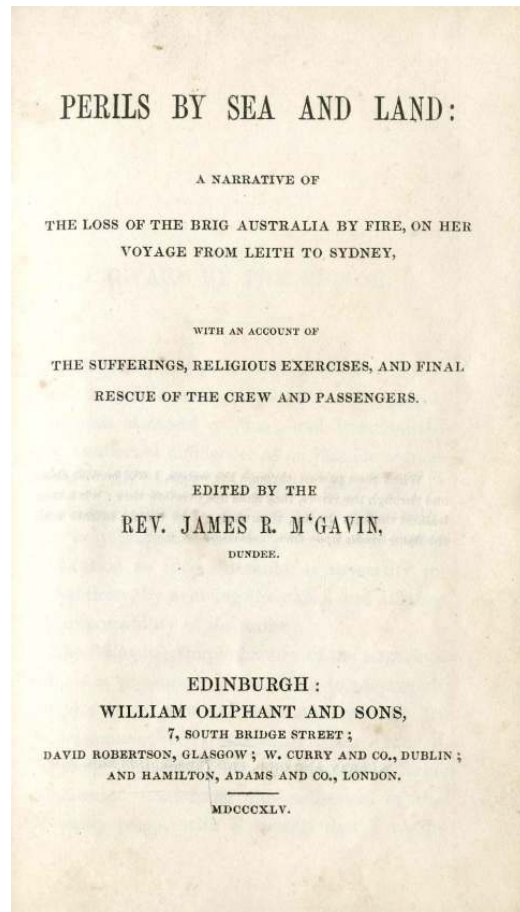 PERILS BY SEA AND LAND:
A NARRATIVE OF
THE LOSS OF THE BRIG AUSTRALIA BY FIRE, ON HER
VOYAGE FROM LEITH TO SYDNEY,
WITH AN ACCOUNT OF
THE SUFFERINGS, RELIGIOUS EXERCISES, AND FINAL
RESCUE OF THE CREW AND PASSENGERS.
EDITED BY THE
REV. JAMES R. M‘GAVIN,
DUNDEE.
EDINBURGH:
WILLIAM OLIPHANT AND SONS,
7, SOUTH BRIDGE STREET;
DAVID ROBERTSON, GLASGOW; W. CURRY AND CO., DUBLIN;
AND HAMILTON, ADAMS AND CO., LONDON.
MDCCCXLV.